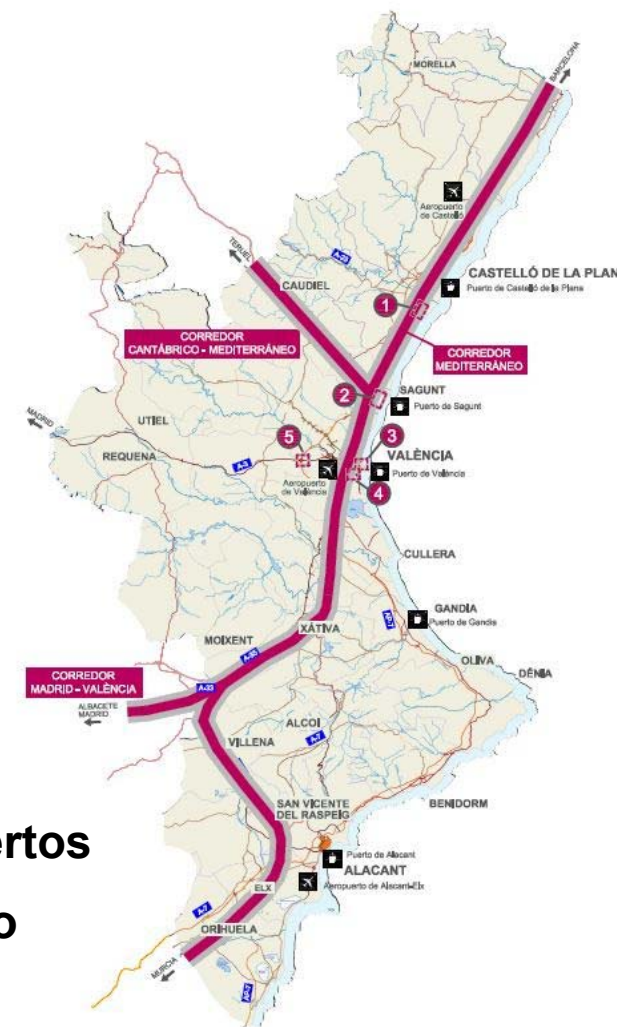 BARCELONA
MORELLA
Aeropuerto
de Castelló
TERUEL
A-23
CASTELLÓ DE LA PLAN
Puerto de Castelló de la Plana
CAUDIEL
1
CORREDOR
CANTÁBRICO - MEDITERRÁNEO
CORREDOR
MEDITERRÁNEO
2
SAGUNT
Puerto de Sagunt
MADRID
UTIEL
REQUENA
A-3
5
3
VALÈNCIA
Aeropuerto
de València
Puerto de València
4
CULLERA
GANDÍA
Puerto de Gandía
AP-7
XÀTIVA
MOIXENT
A-35
OLIVA
DÉNIA
CORREDOR
MADRID - VALÈNCIA
A-33
ALBACETE
MADRID
ALCOI
A-7
VILLENA
BENIDORM
SAN VICENTE
DEL RASPEIG
ertos
Puerto de Alacant
ALACANT
Aeropuerto de Alacant-Elx
ELX
o
A-7
ORIHUELA
MURCIA
AP-7